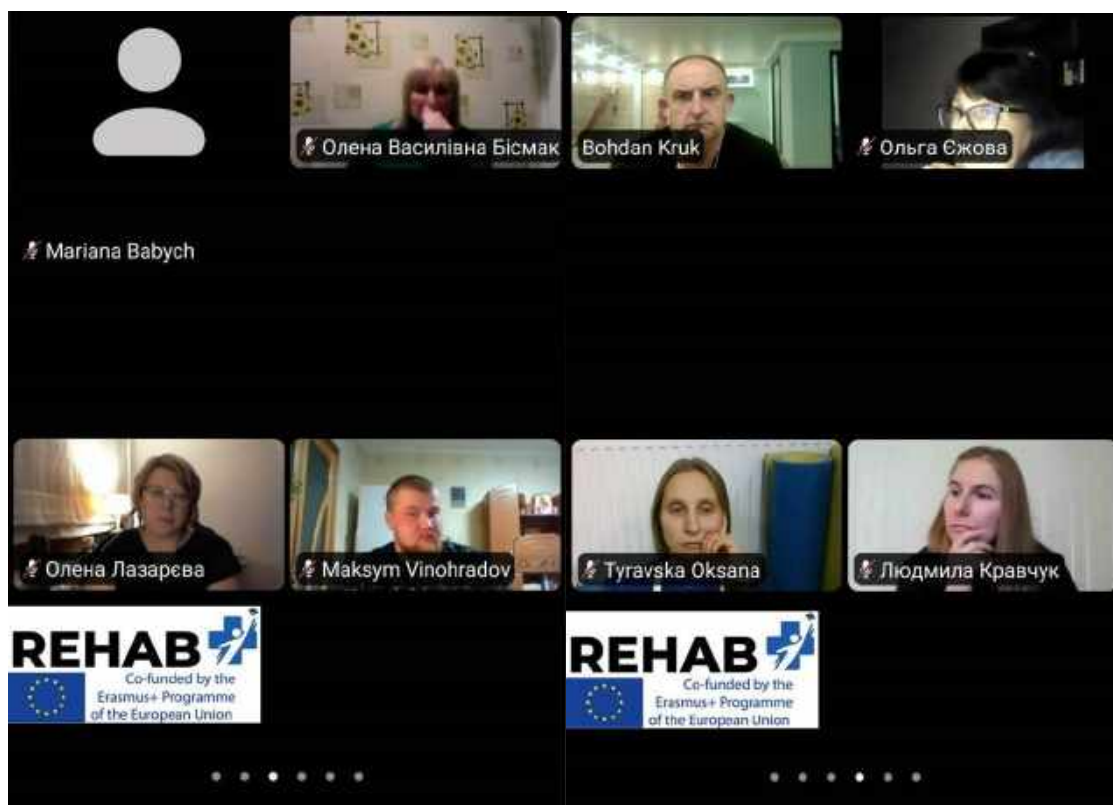 Олена Василівна Бісмак
Bohdan Kruk
Ольга Єжова
Mariana Babych
Олена Лазарєва
Maksym Vinohradov
Tyravska Oksana
Людмила Кравчук
REHAB
Co-funded by the
Erasmus+ Programme
of the European Union
REHAB
Co-funded by the
Erasmus+ Programme
of the European Union